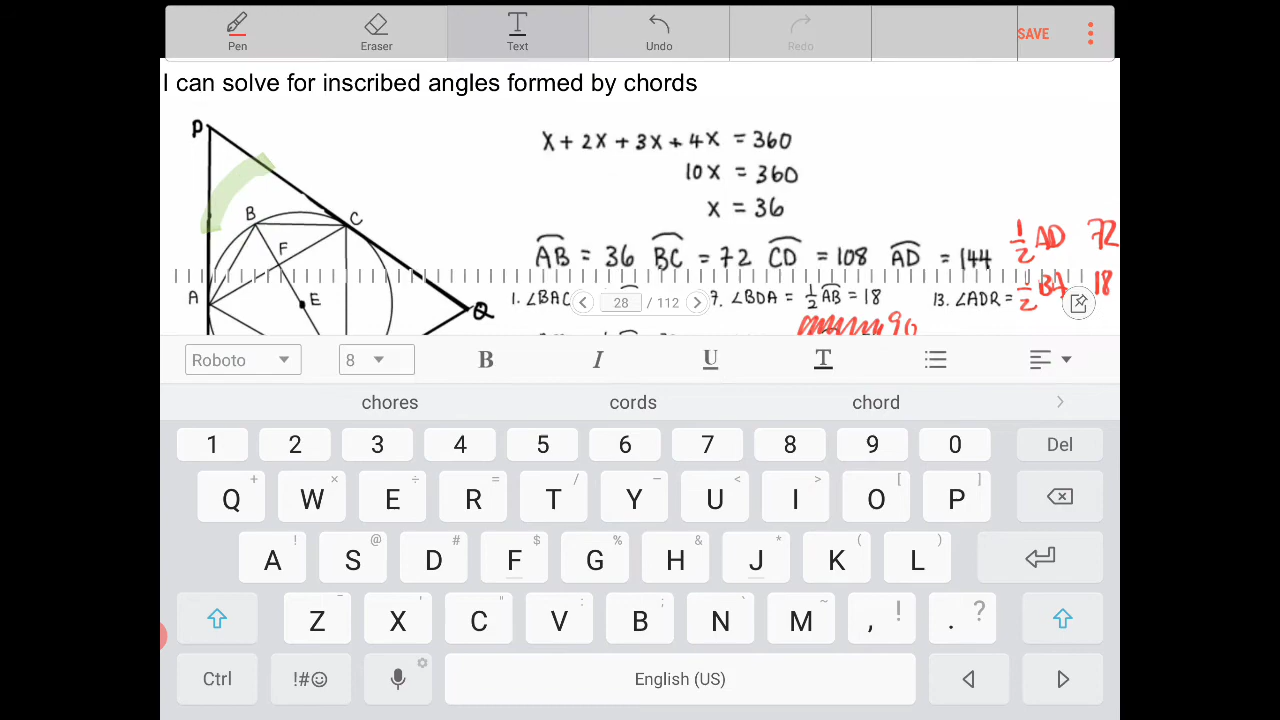 Pen Eraser Text Undo Redo SAVE
I can solve for inscribed angles formed by chords
P
B
C
F
A
E
Q
x + 2x + 3x + 4x = 360
10x = 360
x = 36
AB = 36 BC = 72 CD = 108 AD = 144
1/2 AD 72
1. ∠BAC
7. ∠BDA = 1/2 AB = 18
13. ∠ADR = 1/2 BA 18
28 / 112
90
Roboto 8 B I U T
chores cords chord
1 2 3 4 5 6 7 8 9 0 Del
Q + W × E ÷ R = T / Y U < I > O [ P ]
A ! S @ D # F $ G % H & J * K ( L )
Z X ' C " V : B ; N M ~ , ! . ?
Ctrl !#☺ English (US)